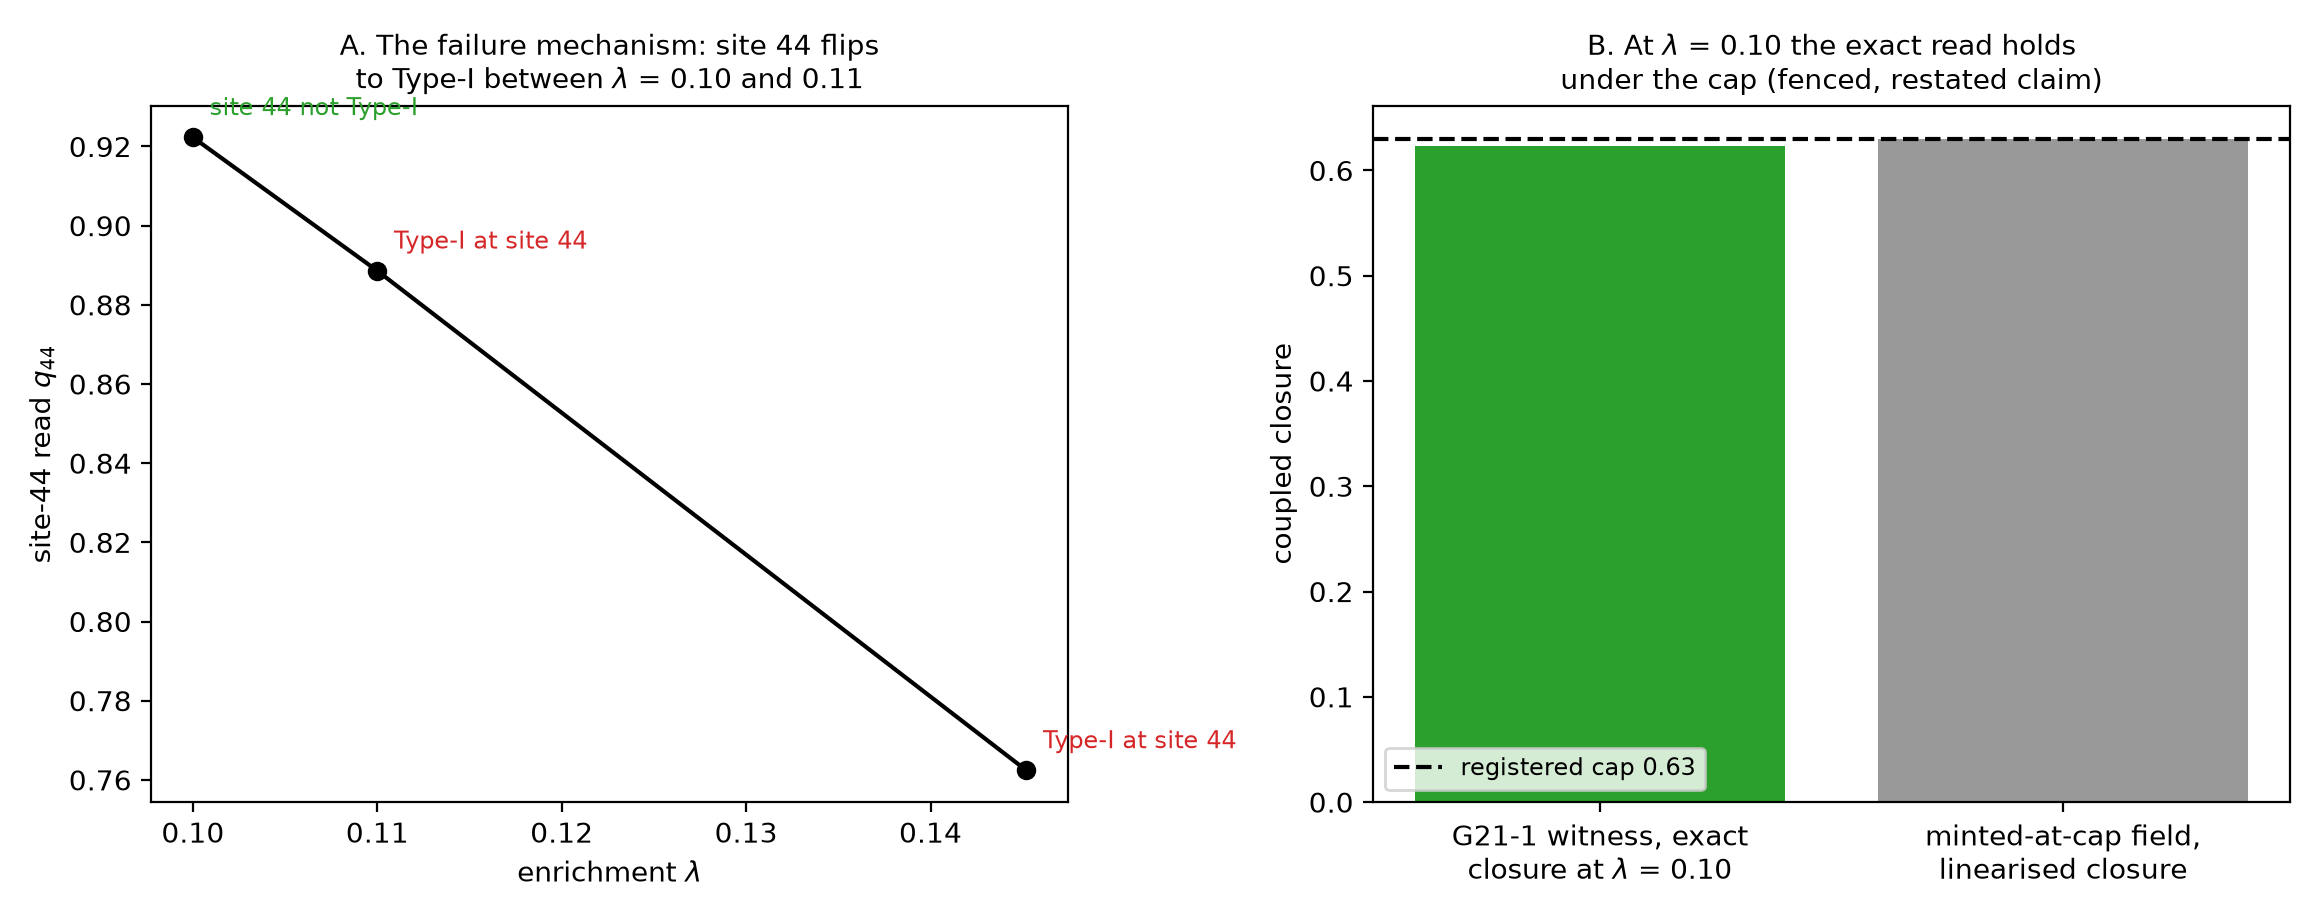 A. The failure mechanism: site 44 flips
to Type-I between λ = 0.10 and 0.11
site 44 not Type-I
Type-I at site 44
Type-I at site 44
0.92
0.90
0.88
0.86
0.84
0.82
0.80
0.78
0.76
site-44 read q₄₄
0.10
0.11
0.12
0.13
0.14
enrichment λ
B. At λ = 0.10 the exact read holds
under the cap (fenced, restated claim)
0.6
0.5
0.4
0.3
0.2
0.1
0.0
coupled closure
registered cap 0.63
G21-1 witness, exact
closure at λ = 0.10
minted-at-cap field,
linearised closure